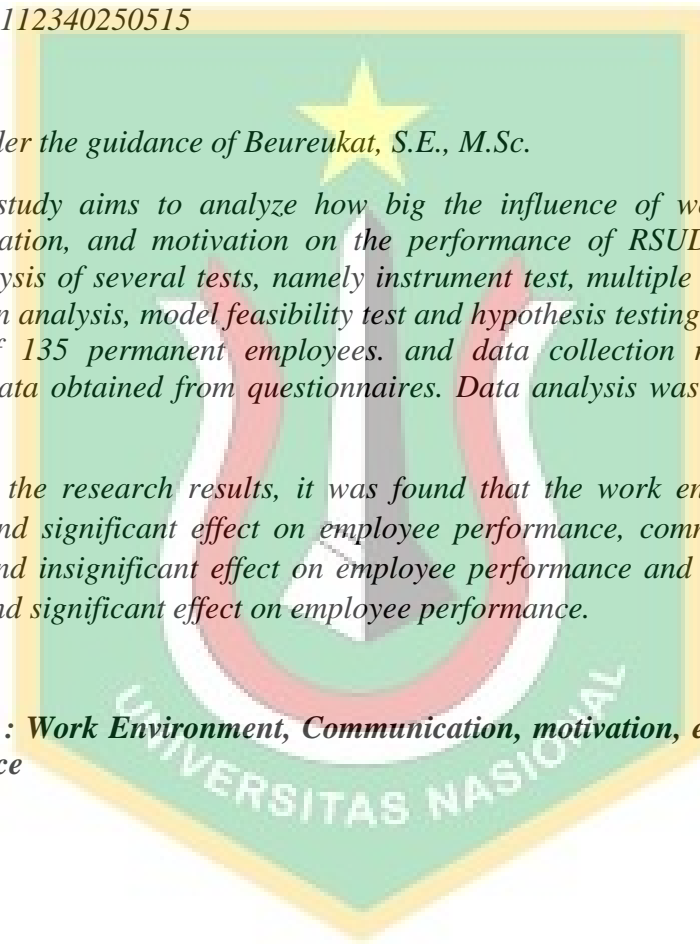 112340250515
der the guidance of Beureukat, S.E., M.Sc.
study aims to analyze how big the influence of w
ation, and motivation on the performance of RSUL
ysis of several tests, namely instrument test, multiple
n analysis, model feasibility test and hypothesis testing
f 135 permanent employees. and data collection r
ata obtained from questionnaires. Data analysis was
the research results, it was found that the work en
nd significant effect on employee performance, comm
nd insignificant effect on employee performance and
nd significant effect on employee performance.
: Work Environment, Communication, motivation, e
ce
UNIVERSITAS NASIONAL